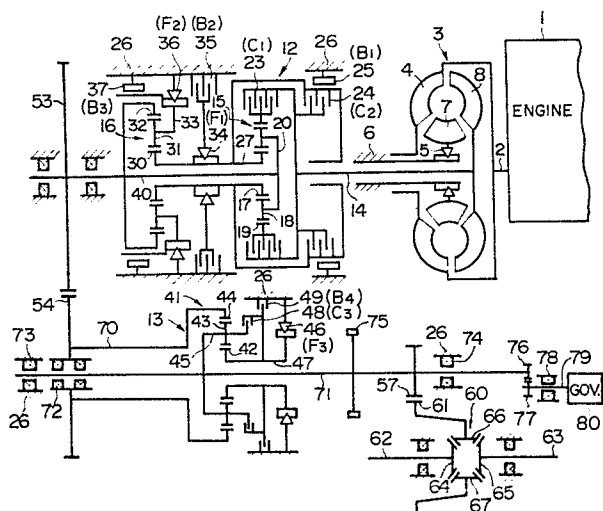 1
(F2) (B2)
26 36 35 (C1) 12 26 (B1) 3
37 23 25 4 8
53 (B3) 15 24 ENGINE
16 32 33 (F1) 20 (C2) 7
31 34 27 6 5 2
30
40 17 18 14
19
54
41 26 49 (B4)
73 70 44 48 (C3) 75
13 43 46 26 74
45 42 (F3) 76 78 79
47
57 77
26 72 71 61 60 66 GOV.
62 63 80
64 67 65